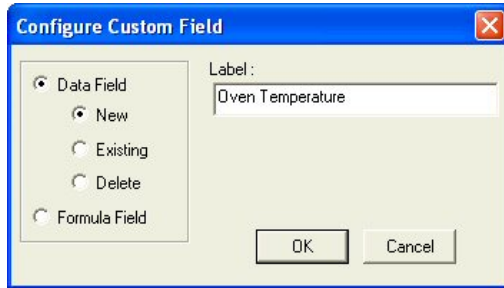 Configure Custom Field
Data Field
New
Existing
Delete
Formula Field
Label :
Oven Temperature
OK
Cancel